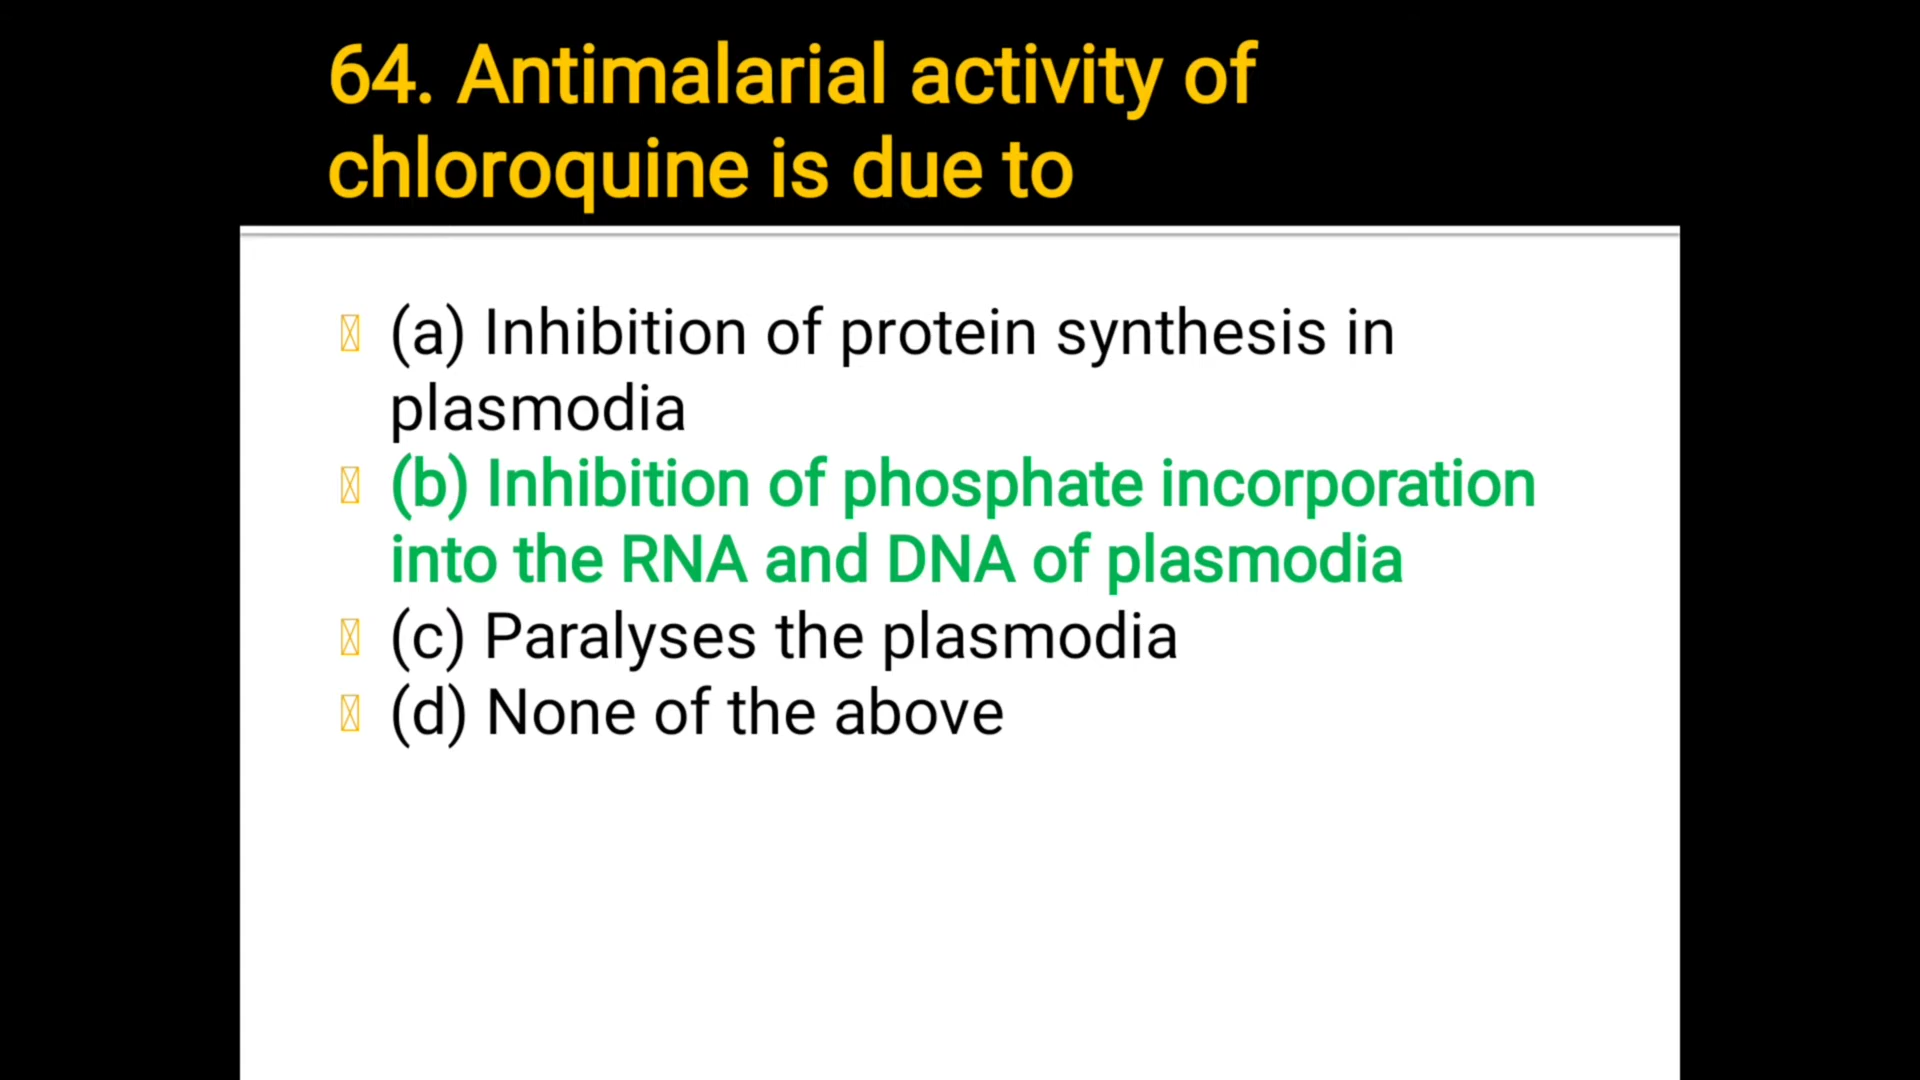 64. Antimalarial activity of
chloroquine is due to
(a) Inhibition of protein synthesis in
plasmodia
(b) Inhibition of phosphate incorporation
into the RNA and DNA of plasmodia
(c) Paralyses the plasmodia
(d) None of the above